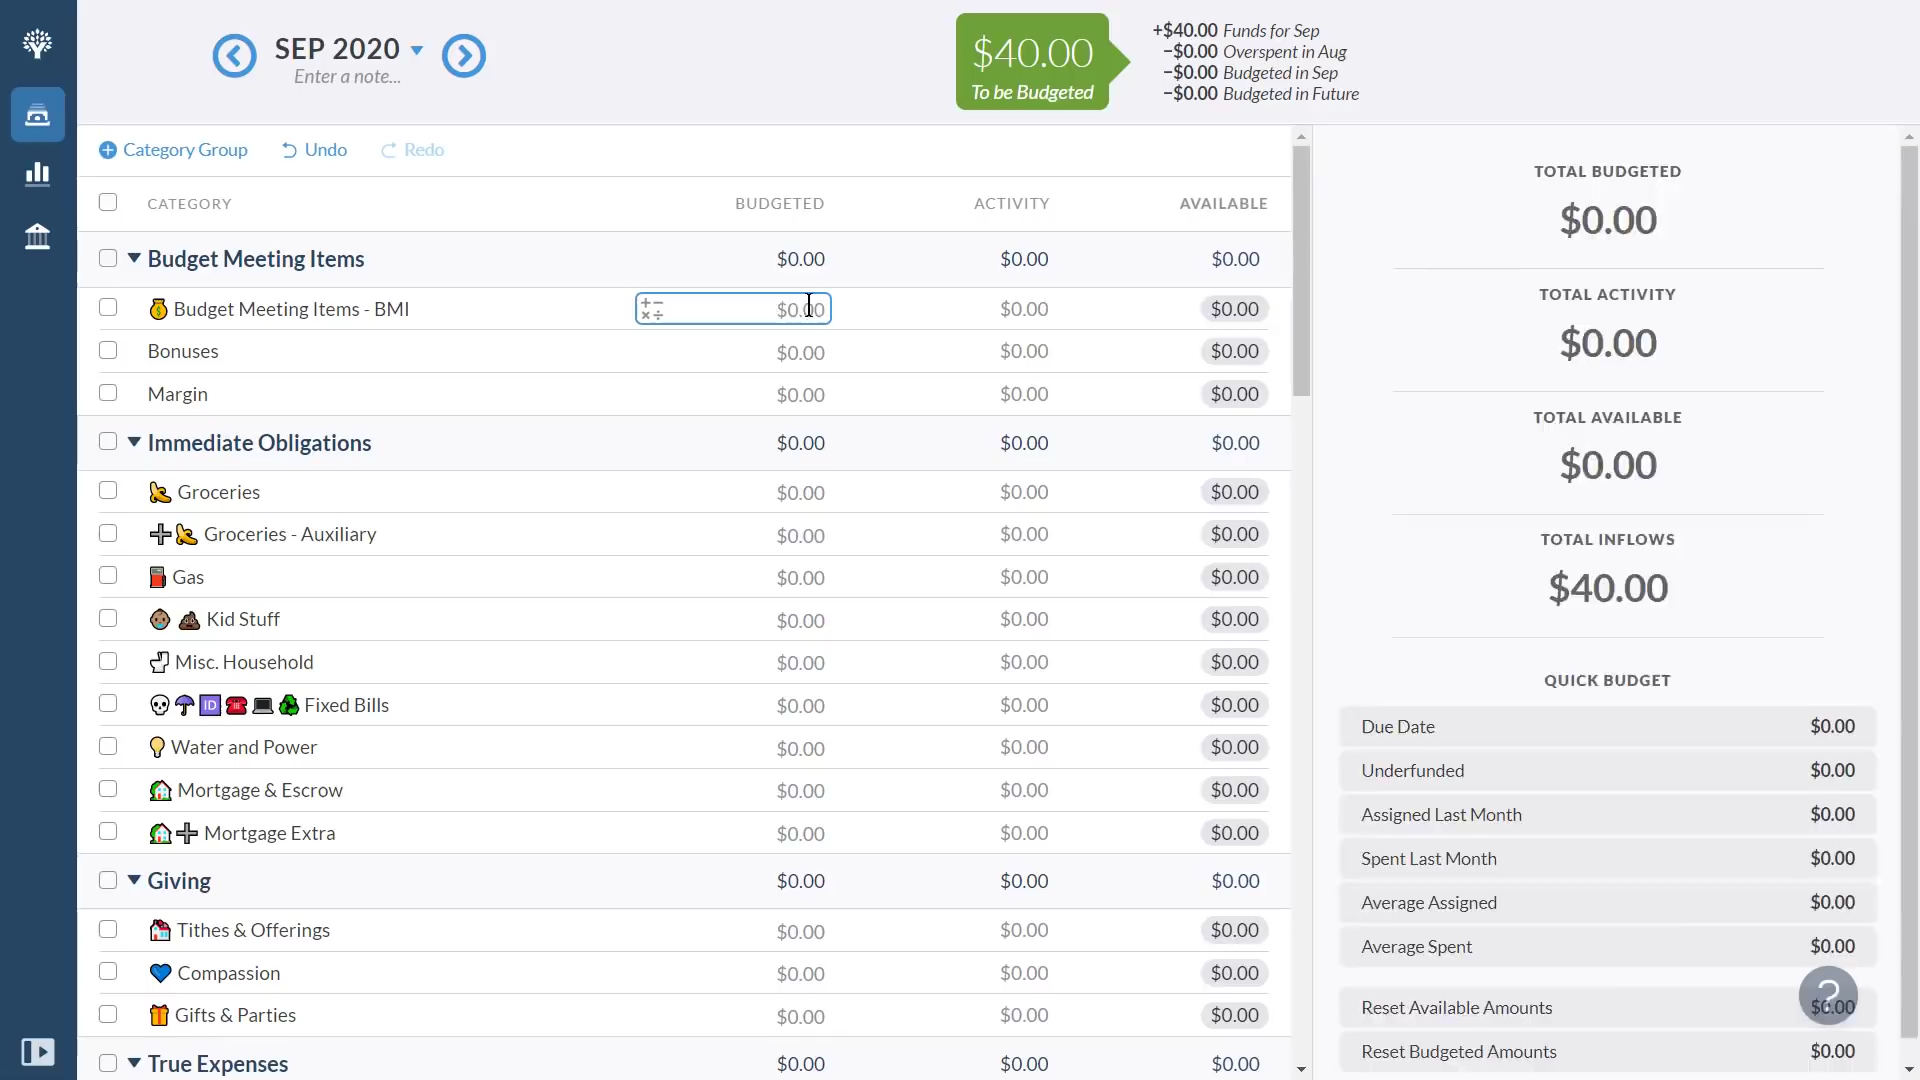 SEP 2020
Enter a note...
$40.00
To be Budgeted
+$40.00 Funds for Sep
−$0.00 Overspent in Aug
−$0.00 Budgeted in Sep
−$0.00 Budgeted in Future
Category Group Undo Redo
CATEGORY BUDGETED ACTIVITY AVAILABLE
Budget Meeting Items $0.00 $0.00 $0.00
Budget Meeting Items - BMI $0.00 $0.00 $0.00
Bonuses $0.00 $0.00 $0.00
Margin $0.00 $0.00 $0.00
Immediate Obligations $0.00 $0.00 $0.00
Groceries $0.00 $0.00 $0.00
Groceries - Auxiliary $0.00 $0.00 $0.00
Gas $0.00 $0.00 $0.00
Kid Stuff $0.00 $0.00 $0.00
Misc. Household $0.00 $0.00 $0.00
ID Fixed Bills $0.00 $0.00 $0.00
Water and Power $0.00 $0.00 $0.00
Mortgage & Escrow $0.00 $0.00 $0.00
Mortgage Extra $0.00 $0.00 $0.00
Giving $0.00 $0.00 $0.00
Tithes & Offerings $0.00 $0.00 $0.00
Compassion $0.00 $0.00 $0.00
Gifts & Parties $0.00 $0.00 $0.00
True Expenses $0.00 $0.00 $0.00
TOTAL BUDGETED
$0.00
TOTAL ACTIVITY
$0.00
TOTAL AVAILABLE
$0.00
TOTAL INFLOWS
$40.00
QUICK BUDGET
Due Date $0.00
Underfunded $0.00
Assigned Last Month $0.00
Spent Last Month $0.00
Average Assigned $0.00
Average Spent $0.00
?
Reset Available Amounts $0.00
Reset Budgeted Amounts $0.00